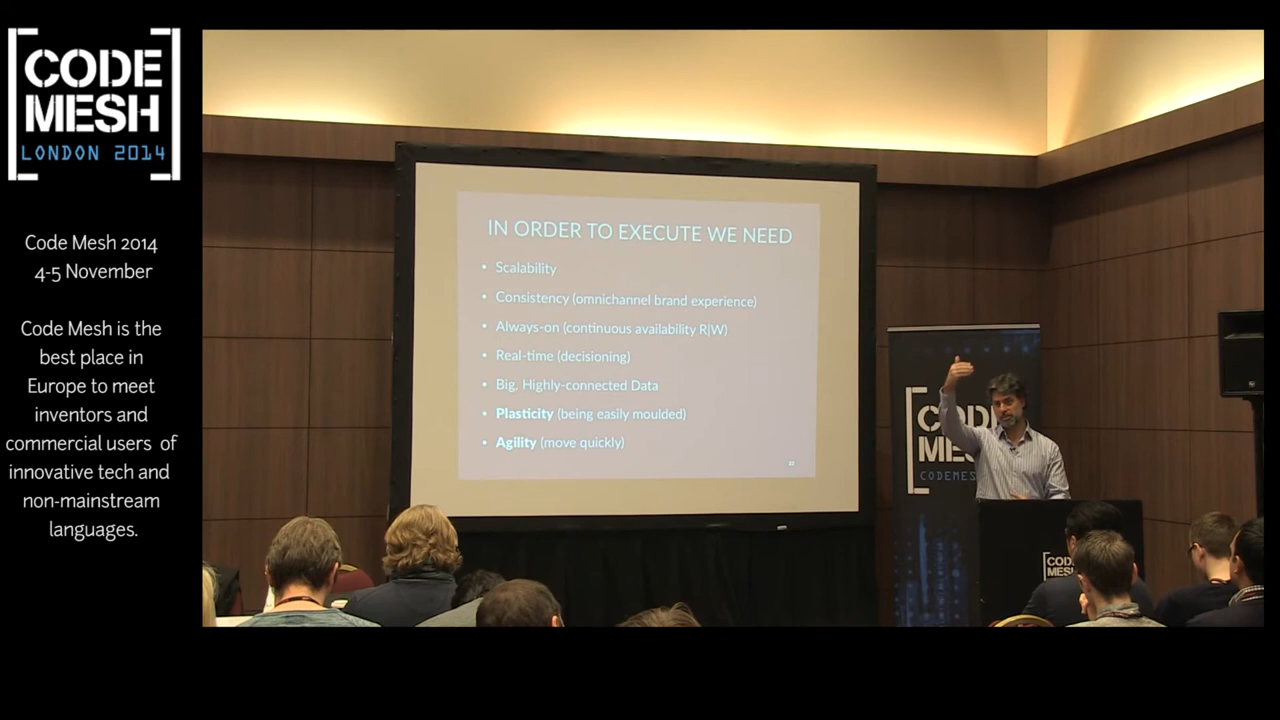 CODE
MESH
LONDON 2014
Code Mesh 2014
4-5 November
Code Mesh is the
best place in
Europe to meet
inventors and
commercial users of
innovative tech and
non-mainstream
languages.
IN ORDER TO EXECUTE WE NEED
• Scalability
• Consistency (omnichannel brand experience)
• Always-on (continuous availability R|W)
• Real-time (decisioning)
• Big, Highly-connected Data
• Plasticity (being easily moulded)
• Agility (move quickly)
COD
ME
CODEMES
CODE
MESH